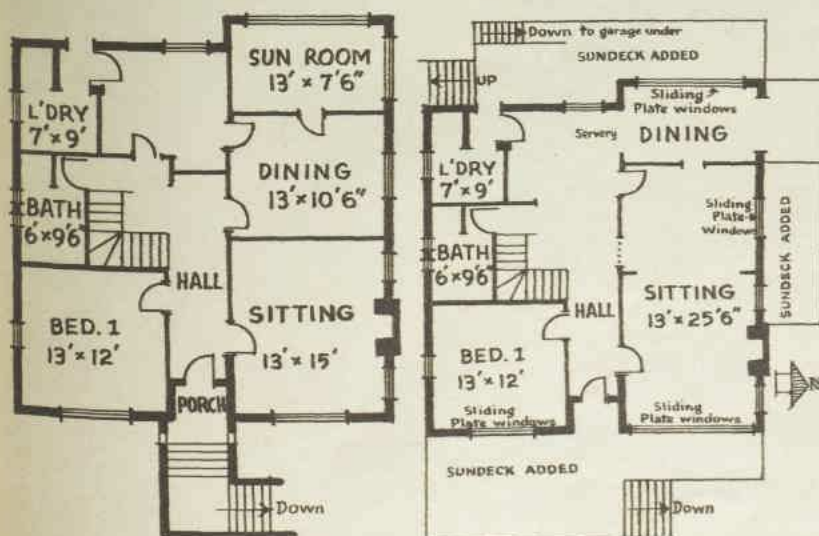 SUN ROOM
13' x 7'6"
L'DRY
7' x 9'
DINING
13' x 10'6"
BATH
6' x 9'6"
HALL
SITTING
13' x 15'
BED. 1
13' x 12'
PORCH
Down
Down to garage under
SUNDECK ADDED
UP
Sliding
Plate windows
Servery
DINING
L'DRY
7' x 9'
Sliding
Plate
Windows
SUNDECK ADDED
BATH
6' x 9'6"
SITTING
13' x 25'6"
HALL
BED. 1
13' x 12'
N
Sliding
Plate windows
Sliding
Plate windows
SUNDECK ADDED
Down